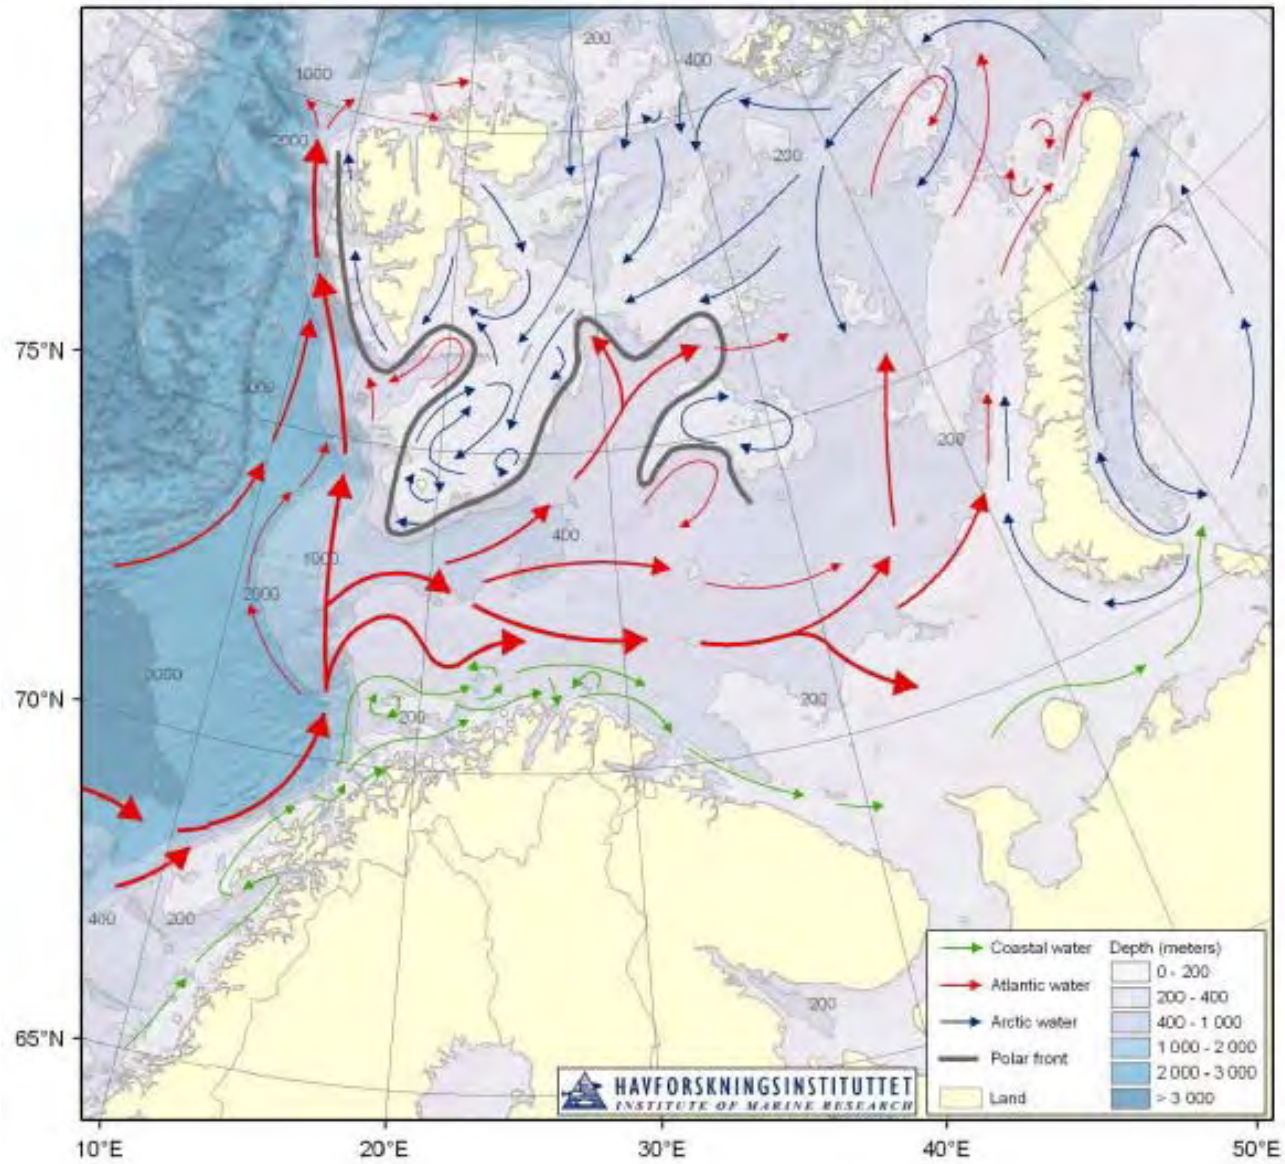 200
400
1000
2000
200
75°N
3000
200
400
1000
2000
70°N
2000
200
200
400
200
65°N
200
Coastal water
Atlantic water
Arctic water
Polar front
Land
Depth (meters)
0 - 200
200 - 400
400 - 1 000
1 000 - 2 000
2 000 - 3 000
> 3 000
HAVFORSKNINGSINSTITUTTET
INSTITUTE OF MARINE RESEARCH
10°E
20°E
30°E
40°E
50°E